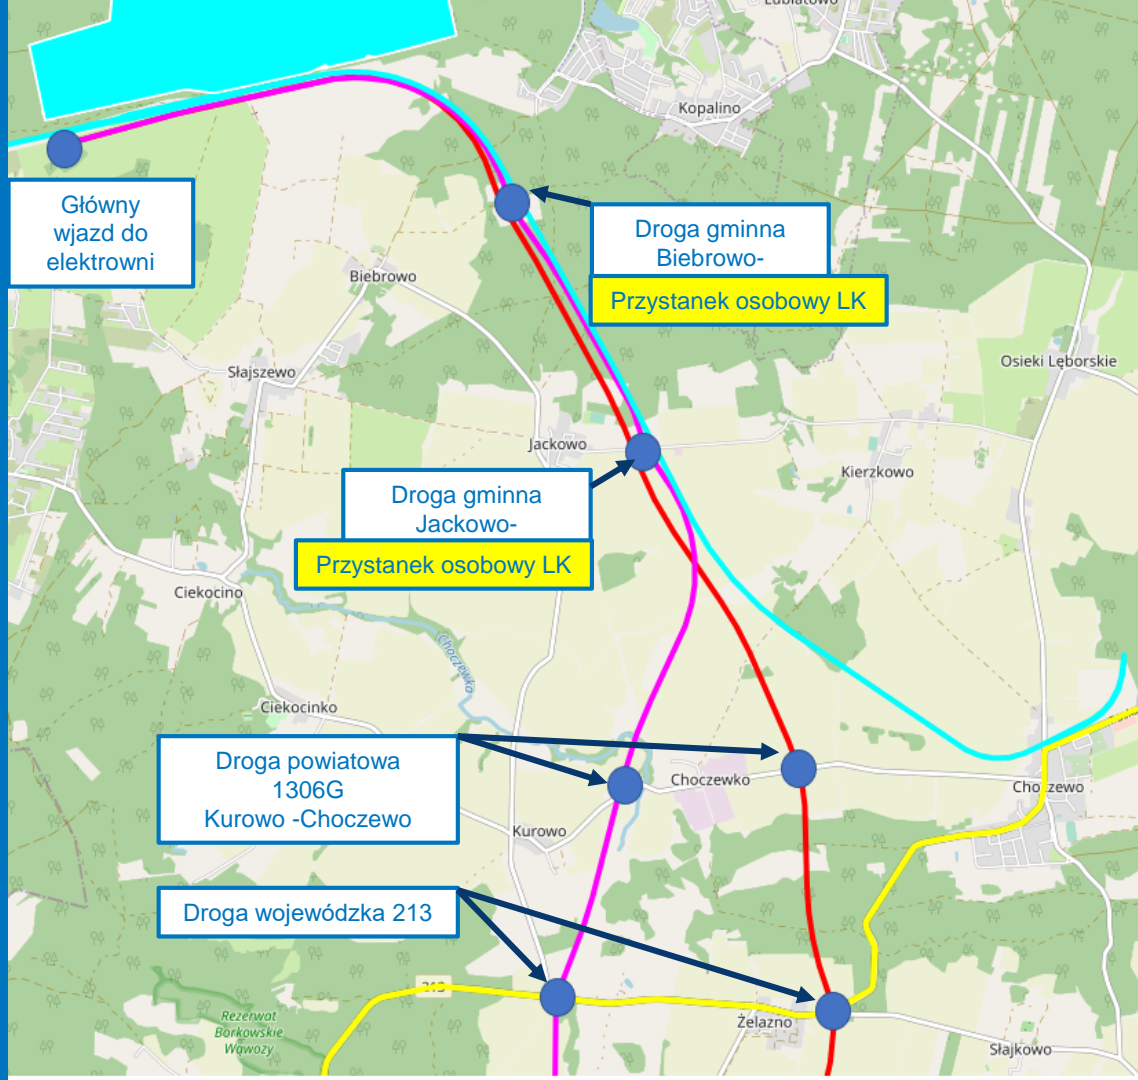 Lubiatowo
Kopalino
Główny
wjazd do
elektrowni
Droga gminna
Biebrowo-
Przystanek osobowy LK
Biebrowo
Słajszewo
Osieki Lęborskie
Jackowo
Kierzkowo
Droga gminna
Jackowo-
Przystanek osobowy LK
Ciekocino
Choczewka
Ciekocinko
Droga powiatowa
1306G
Kurowo -Choczewo
Choczewko
Choczewo
Kurowo
Droga wojewódzka 213
213
Żelazno
Rezerwat
Borkowskie
Wąwozy
Słajkowo